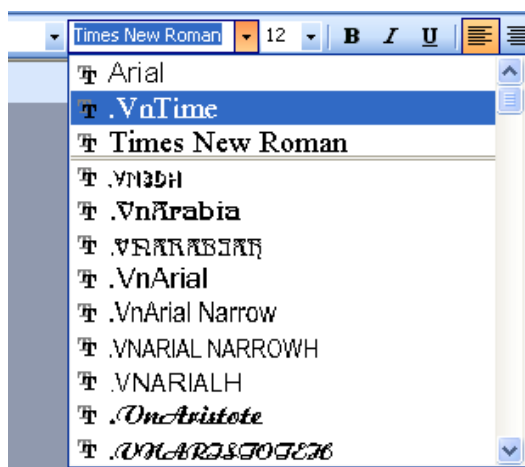 Times New Roman 12 B I U
Arial
.VnTime
Times New Roman
.VN3DH
.VnArabia
.VNARABIAH
.VnArial
.VnArial Narrow
.VNARIAL NARROWH
.VNARIALH
.VnAristote
.VNARISTOTEH